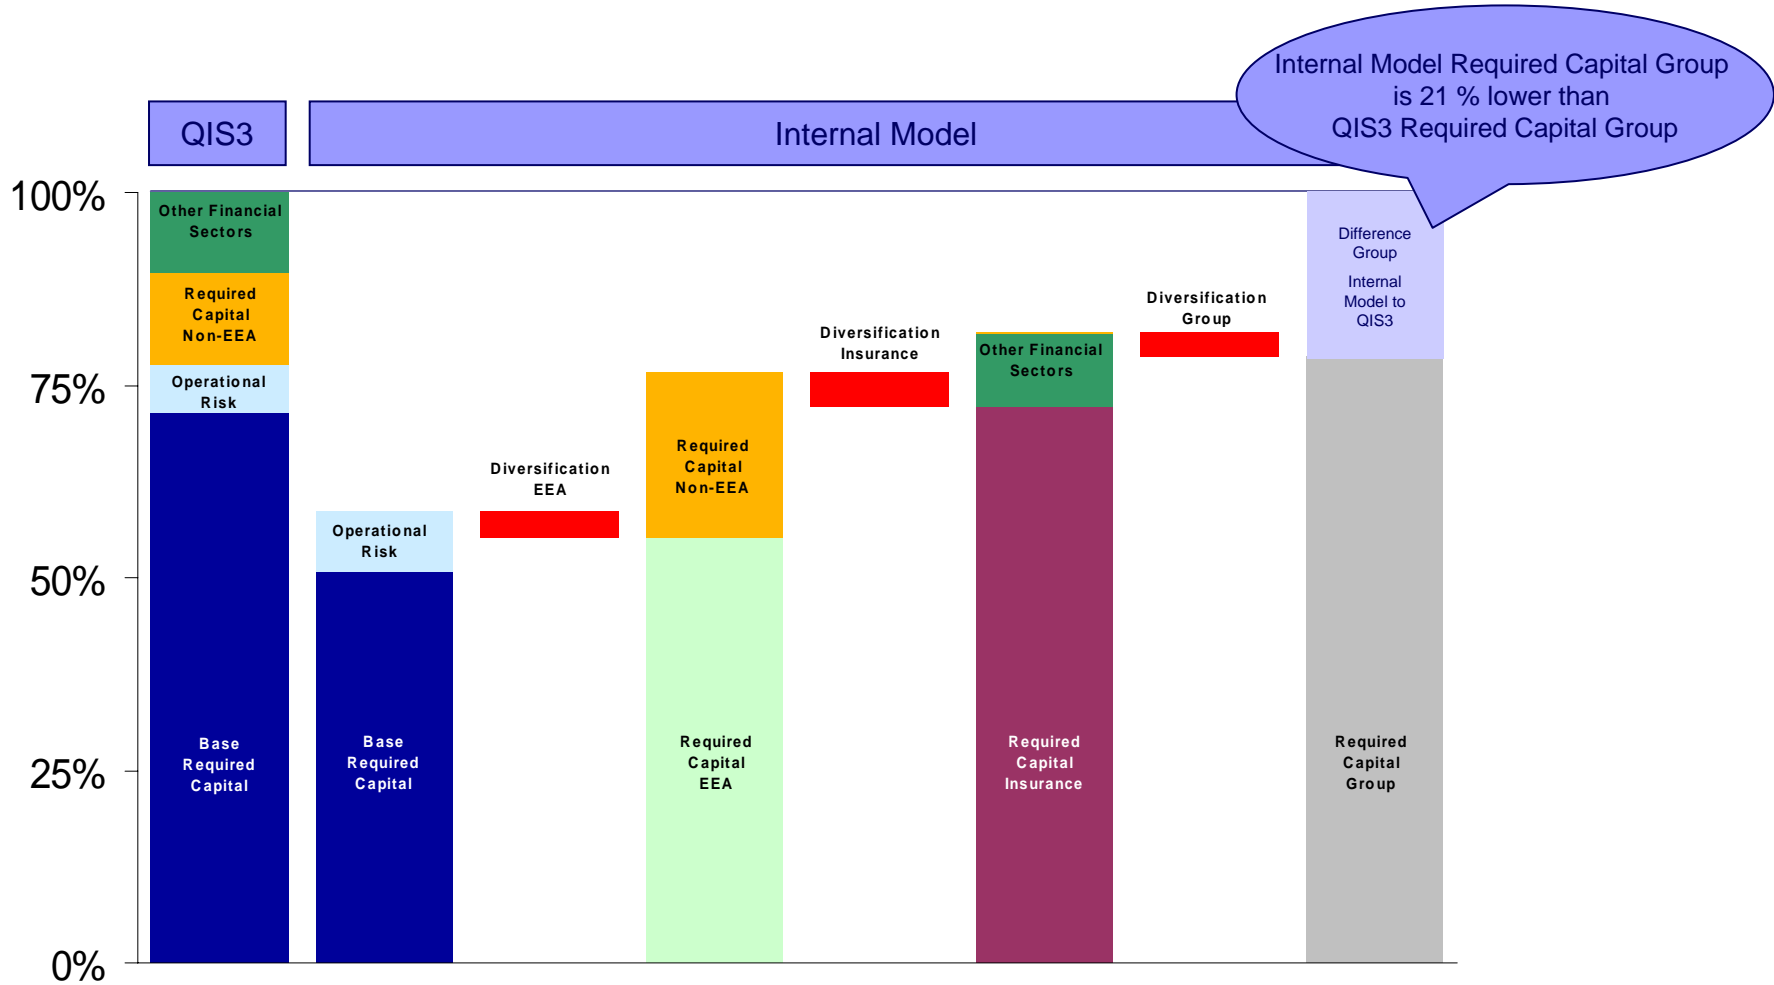 Internal Model Required Capital Group
is 21 % lower than
QIS3 Required Capital Group
QIS3
Internal Model
100%
75%
50%
25%
0%
Other Financial
Sectors
Required
Capital
Non-EEA
Operational
Risk
Base
Required
Capital
Operational
Risk
Base
Required
Capital
Diversification
EEA
Required
Capital
Non-EEA
Required
Capital
EEA
Diversification
Insurance
Other Financial
Sectors
Required
Capital
Insurance
Diversification
Group
Difference
Group
Internal
Model to
QIS3
Required
Capital
Group